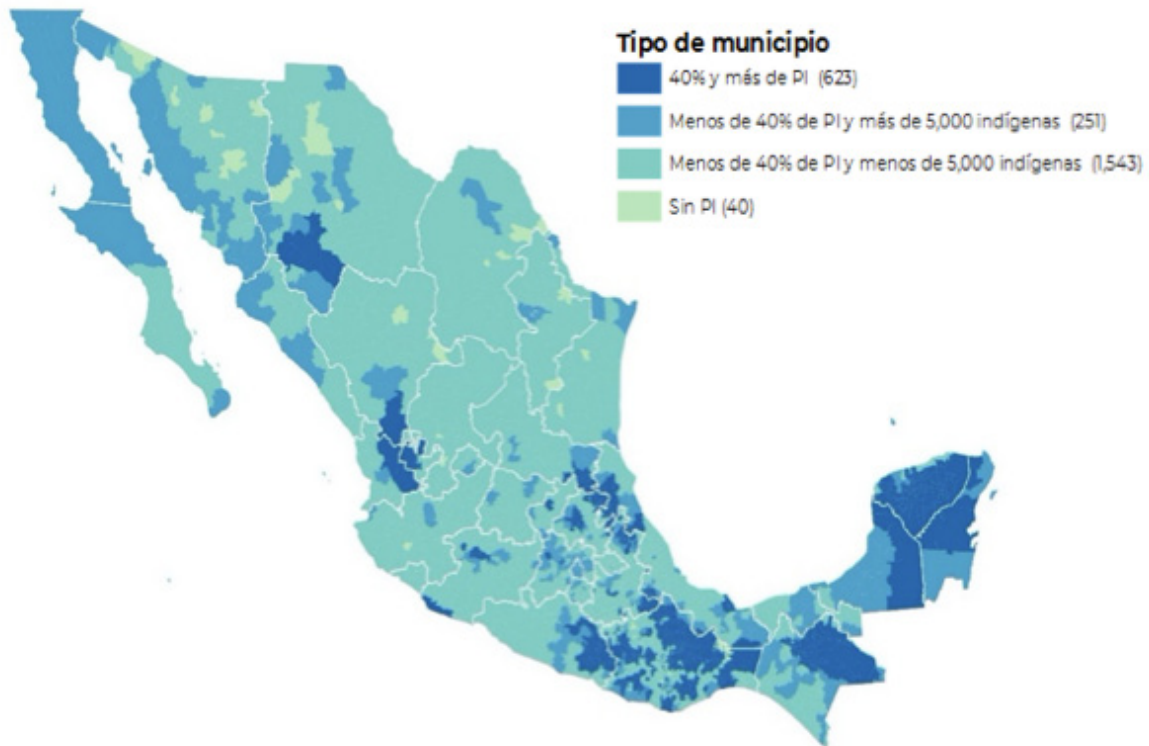 Tipo de municipio
40% y más de PI (623)
Menos de 40% de PI y más de 5,000 indígenas (251)
Menos de 40% de PI y menos de 5,000 indígenas (1,543)
Sin PI (40)